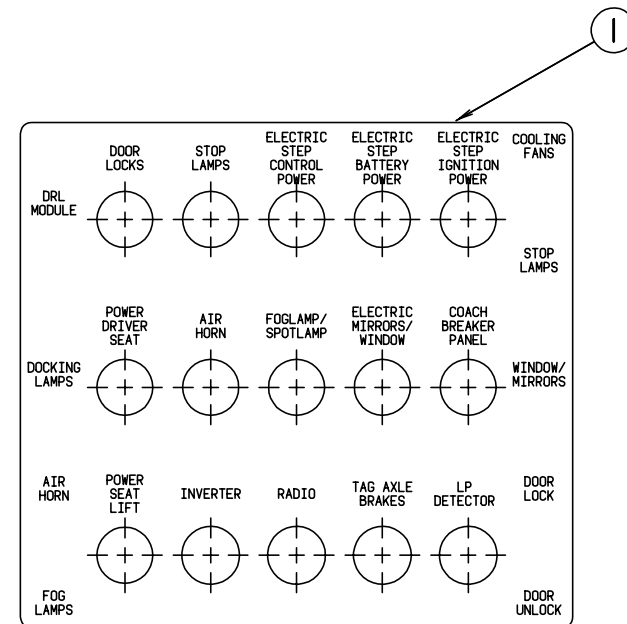 1
DOOR
LOCKS
STOP
LAMPS
ELECTRIC
STEP
CONTROL
POWER
ELECTRIC
STEP
BATTERY
POWER
ELECTRIC
STEP
IGNITION
POWER
COOLING
FANS
DRL
MODULE
STOP
LAMPS
POWER
DRIVER
SEAT
AIR
HORN
FOGLAMP/
SPOTLAMP
ELECTRIC
MIRRORS/
WINDOW
COACH
BREAKER
PANEL
DOCKING
LAMPS
WINDOW/
MIRRORS
AIR
HORN
POWER
SEAT
LIFT
INVERTER
RADIO
TAG AXLE
BRAKES
LP
DETECTOR
DOOR
LOCK
FOG
LAMPS
DOOR
UNLOCK